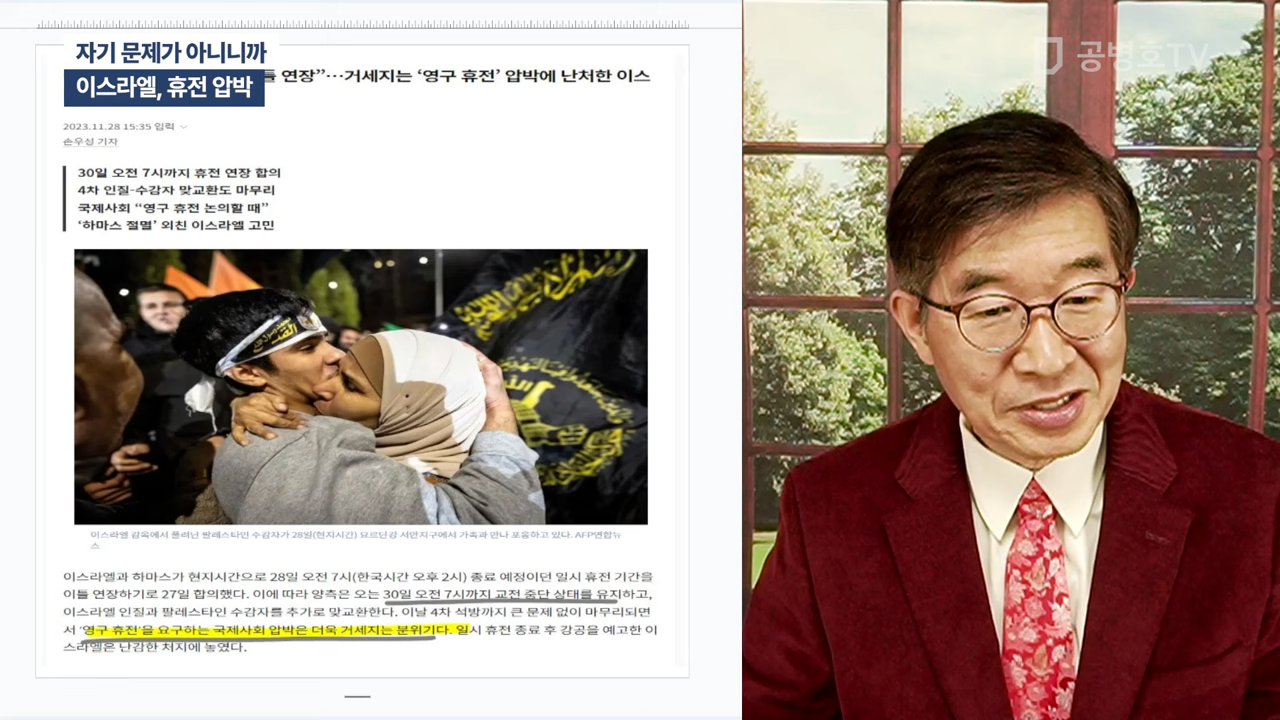 자기 문제가 아니니까
이스라엘, 휴전 압박
공병호TV
틀 연장”…거세지는 ‘영구 휴전’ 압박에 난처한 이스
2023.11.28 15:35 입력
손우성 기자
30일 오전 7시까지 휴전 연장 합의
4차 인질·수감자 맞교환도 마무리
국제사회 “영구 휴전 논의할 때”
‘하마스 절멸’ 외친 이스라엘 고민
이스라엘 감옥에서 풀려난 팔레스타인 수감자가 28일(현지시간) 요르단강 서안지구에서 가족과 만나 포옹하고 있다. AFP연합뉴
스
이스라엘과 하마스가 현지시간으로 28일 오전 7시(한국시간 오후 2시) 종료 예정이던 일시 휴전 기간을
이틀 연장하기로 27일 합의했다. 이에 따라 양측은 오는 30일 오전 7시까지 교전 중단 상태를 유지하고,
이스라엘 인질과 팔레스타인 수감자를 추가로 맞교환한다. 이날 4차 석방까지 큰 문제 없이 마무리되면
서 ‘영구 휴전’을 요구하는 국제사회 압박은 더욱 거세지는 분위기다. 일시 휴전 종료 후 강공을 예고한 이
스라엘은 난감한 처지에 놓였다.